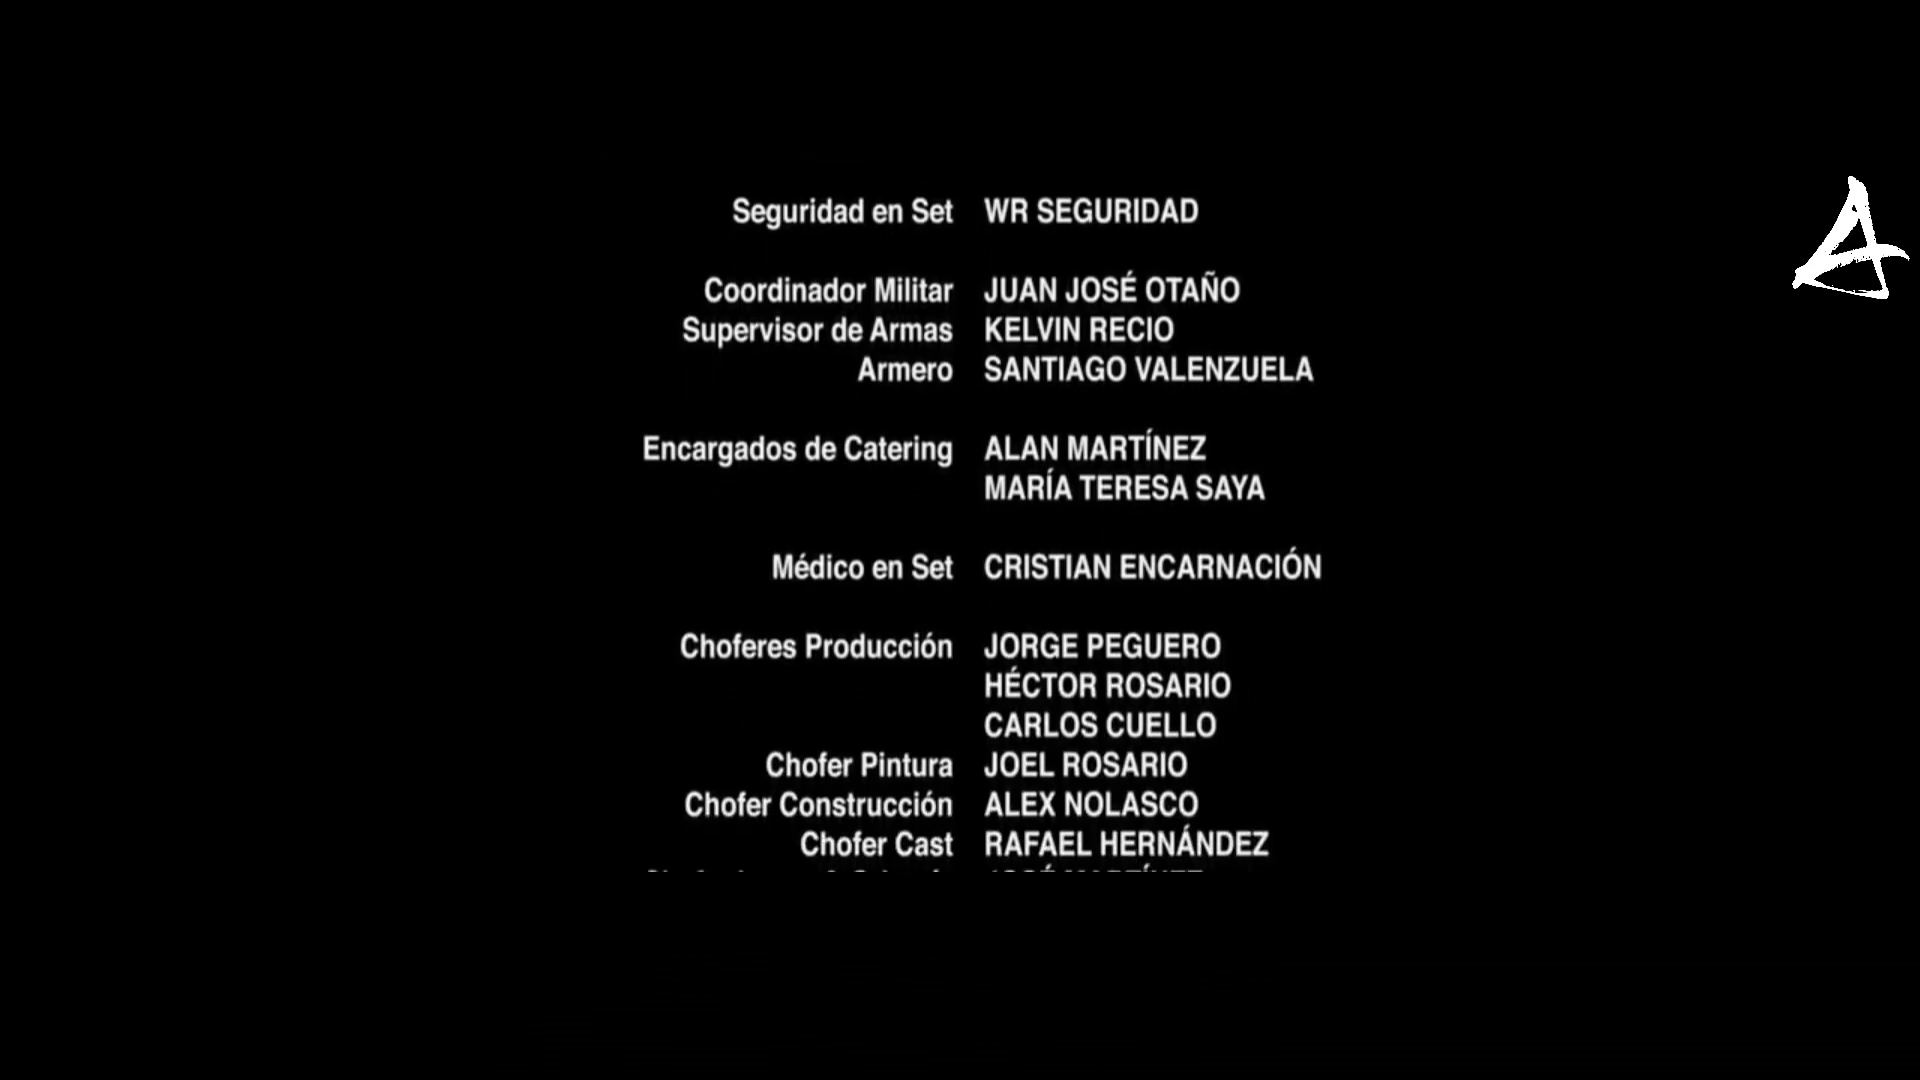 Seguridad en Set WR SEGURIDAD
Coordinador Militar JUAN JOSÉ OTAÑO
Supervisor de Armas KELVIN RECIO
Armero SANTIAGO VALENZUELA
Encargados de Catering ALAN MARTÍNEZ
MARÍA TERESA SAYA
Médico en Set CRISTIAN ENCARNACIÓN
Choferes Producción JORGE PEGUERO
HÉCTOR ROSARIO
CARLOS CUELLO
Chofer Pintura JOEL ROSARIO
Chofer Construcción ALEX NOLASCO
Chofer Cast RAFAEL HERNÁNDEZ